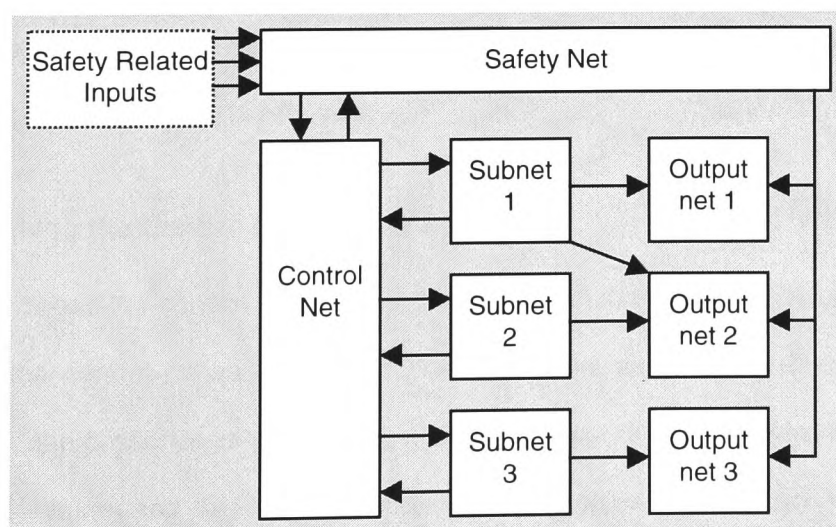 Safety Related
Inputs
Safety Net
Control
Net
Subnet
1
Output
net 1
Subnet
2
Output
net 2
Subnet
3
Output
net 3